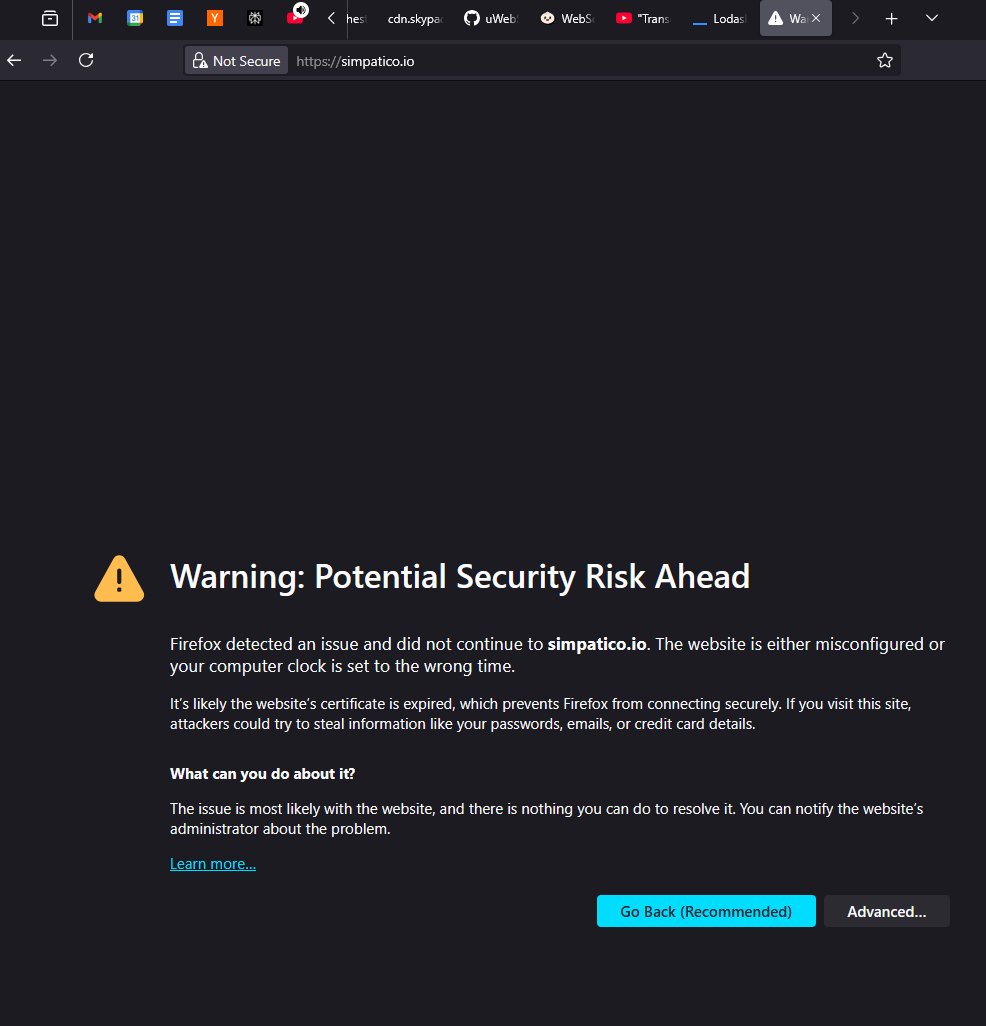 31
Y
hes
cdn.skypac
uWebS
WebSo
"Trans
Lodash
Wa
Not Secure
https://simpatico.io
Warning: Potential Security Risk Ahead
Firefox detected an issue and did not continue to simpatico.io. The website is either misconfigured or
your computer clock is set to the wrong time.
It’s likely the website’s certificate is expired, which prevents Firefox from connecting securely. If you visit this site,
attackers could try to steal information like your passwords, emails, or credit card details.
What can you do about it?
The issue is most likely with the website, and there is nothing you can do to resolve it. You can notify the website’s
administrator about the problem.
Learn more…
Go Back (Recommended)
Advanced...